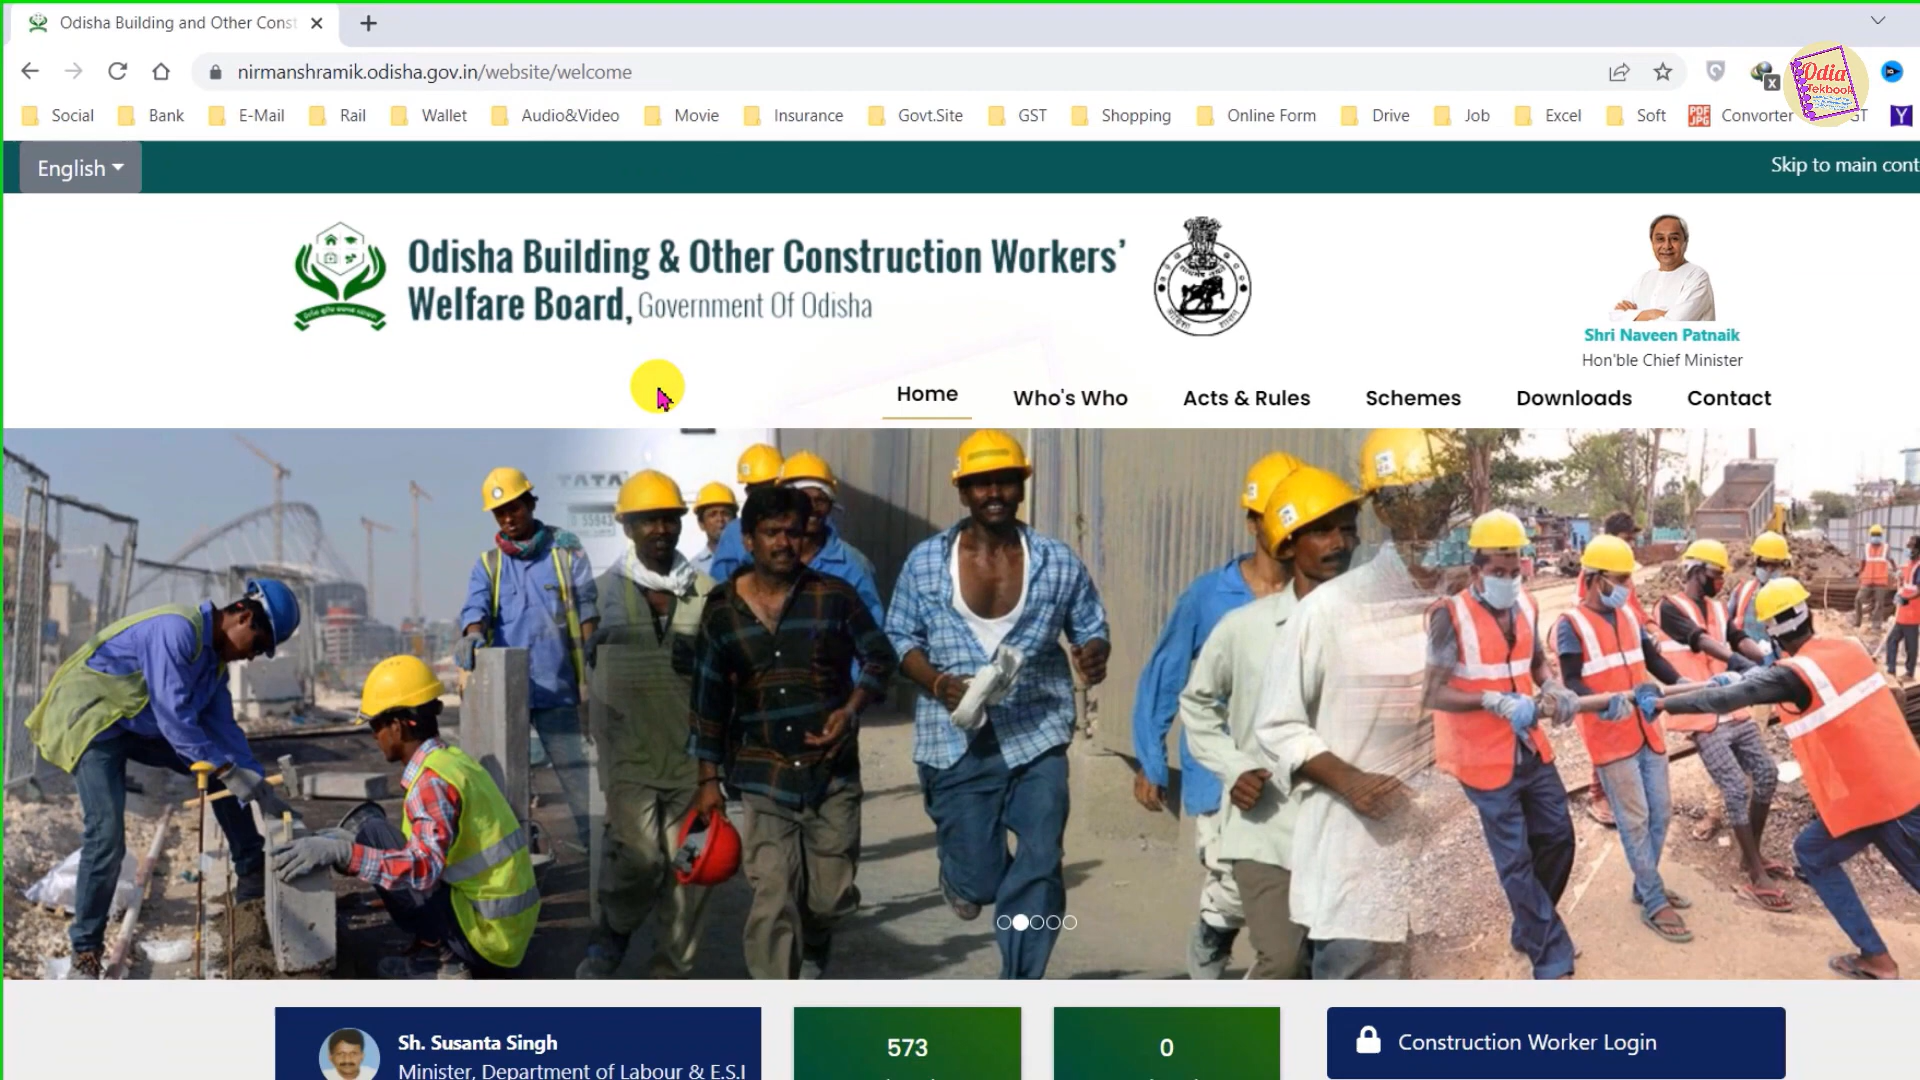 Odisha Building and Other Const
nirmanshramik.odisha.gov.in/website/welcome
Odia
Tekbook
Social Bank E-Mail Rail Wallet Audio&Video Movie Insurance Govt.Site GST Shopping Online Form Drive Job Excel Soft Convorter
English
Skip to main cont
Odisha Building & Other Construction Workers'
Welfare Board, Government Of Odisha
Shri Naveen Patnaik
Hon'ble Chief Minister
Home Who's Who Acts & Rules Schemes Downloads Contact
TATA
Sh. Susanta Singh
Minister, Department of Labour & E.S.I
573
0
Construction Worker Login